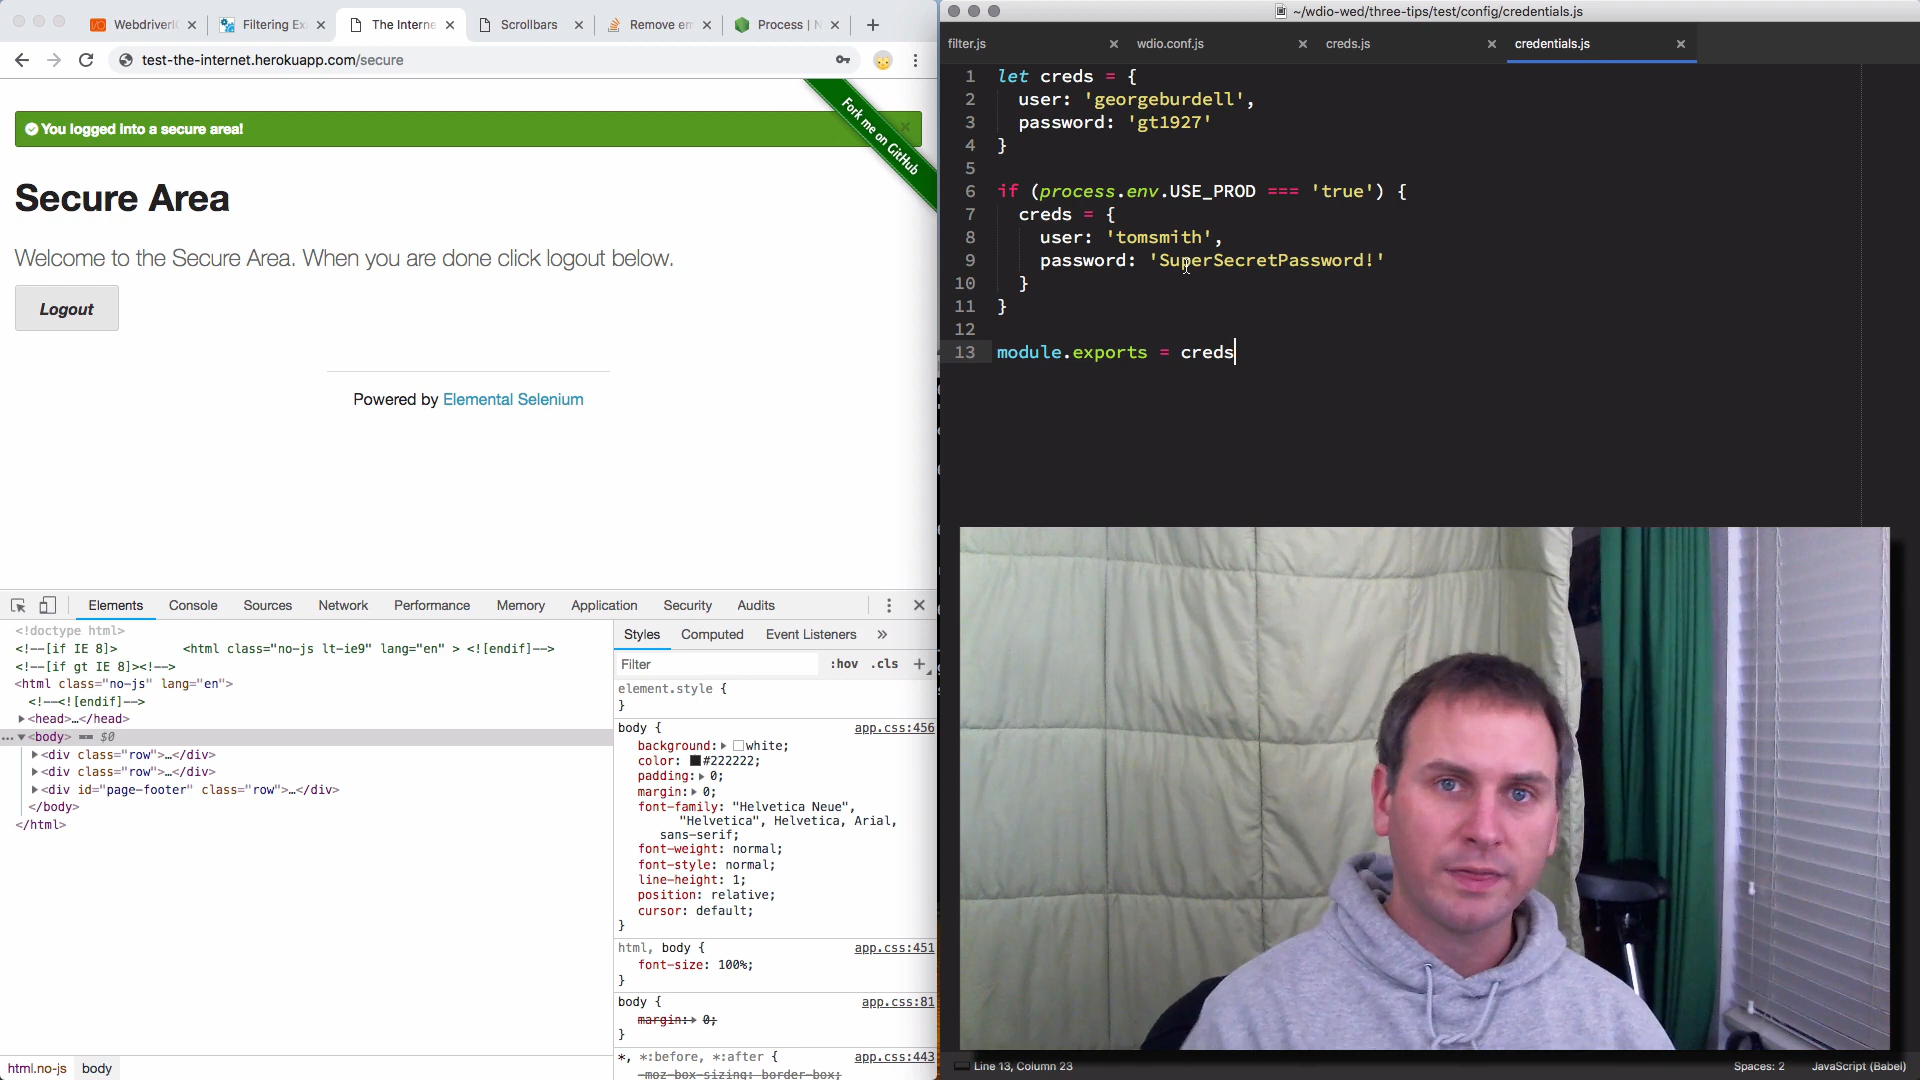 WebdriverI
Filtering Ex
The Interne
Scrollbars
Remove em
Process | N
test-the-internet.herokuapp.com/secure
You logged into a secure area!
Fork me on GitHub
Secure Area
Welcome to the Secure Area. When you are done click logout below.
Logout
Powered by Elemental Selenium
Elements Console Sources Network Performance Memory Application Security Audits
<!doctype html>
<!--[if IE 8]> <html class="no-js lt-ie9" lang="en" > <![endif]-->
<!--[if gt IE 8]><!-->
<html class="no-js" lang="en">
<!--<![endif]-->
<head>…</head>
… <body> == $0
<div class="row">…</div>
<div class="row">…</div>
<div id="page-footer" class="row">…</div>
</body>
</html>
html.no-js body
Styles Computed Event Listeners »
Filter :hov .cls +
element.style {
}
body { app.css:456
background: white;
color: #222222;
padding: 0;
margin: 0;
font-family: "Helvetica Neue",
"Helvetica", Helvetica, Arial,
sans-serif;
font-weight: normal;
font-style: normal;
line-height: 1;
position: relative;
cursor: default;
}
html, body { app.css:451
font-size: 100%;
}
body { app.css:81
margin: 0;
}
*, *:before, *:after { app.css:443
-moz-box-sizing: border-box;
~/wdio-wed/three-tips/test/config/credentials.js
filter.js wdio.conf.js creds.js credentials.js
1 let creds = {
2 user: 'georgeburdell',
3 password: 'gt1927'
4 }
5
6 if (process.env.USE_PROD === 'true') {
7 creds = {
8 user: 'tomsmith',
9 password: 'SuperSecretPassword!'
10 }
11 }
12
13 module.exports = creds
Line 13, Column 23
Spaces: 2 JavaScript (Babel)